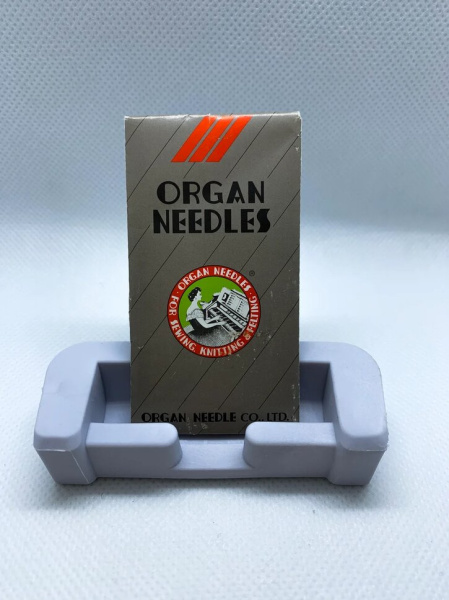 ORGAN
NEEDLES
ORGAN NEEDLES • FOR SEWING, KNITTING & FELTING •
®
ORGAN NEEDLE CO., LTD.